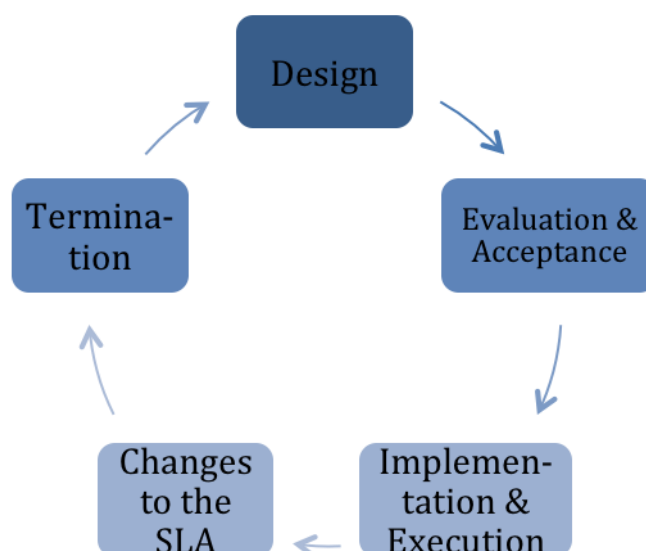 Design
Evaluation &
Acceptance
Implemen-
tation &
Execution
Changes
to the
SLA
Termina-
tion